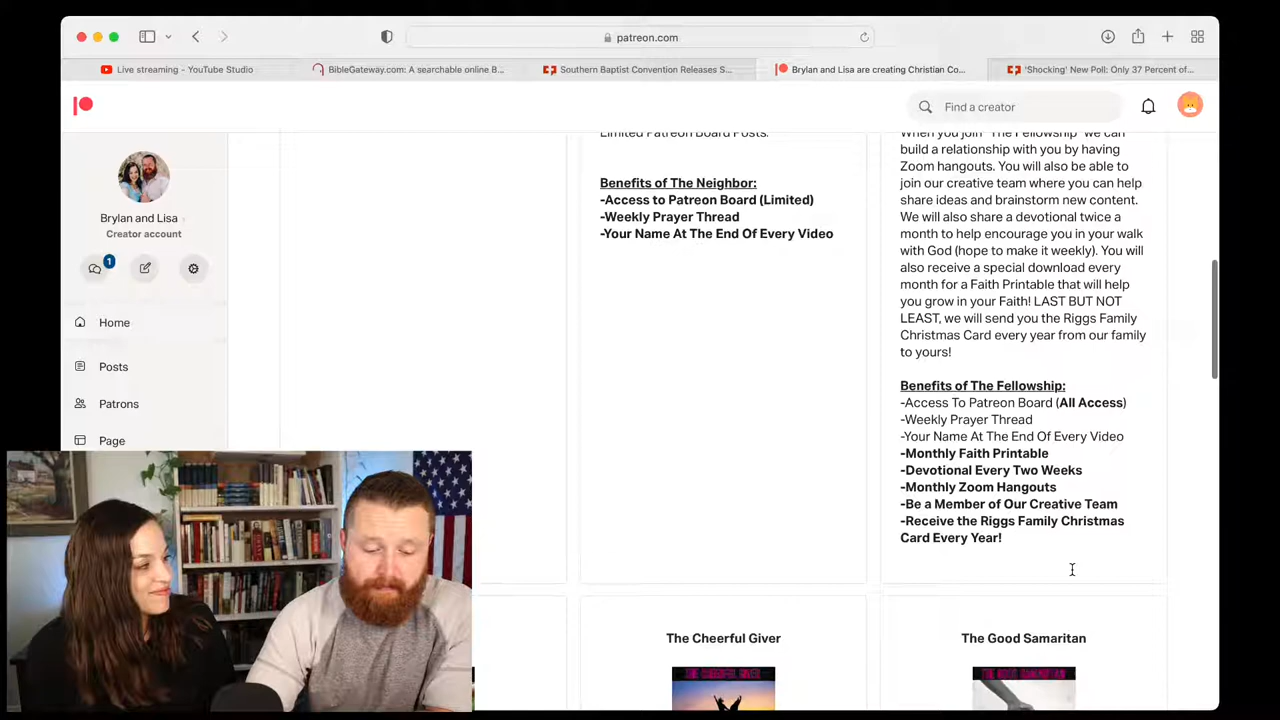 patreon.com
Live streaming - YouTube Studio
BibleGateway.com: A searchable online B...
Southern Baptist Convention Releases S...
Brylan and Lisa are creating Christian Co...
'Shocking' New Poll: Only 37 Percent of...
Find a creator
Brylan and Lisa
Creator account
1
Home
Posts
Patrons
Page
Limited Patreon Board Posts.
Benefits of The Neighbor:
-Access to Patreon Board (Limited)
-Weekly Prayer Thread
-Your Name At The End Of Every Video
When you join "The Fellowship" we can
build a relationship with you by having
Zoom hangouts. You will also be able to
join our creative team where you can help
share ideas and brainstorm new content.
We will also share a devotional twice a
month to help encourage you in your walk
with God (hope to make it weekly). You will
also receive a special download every
month for a Faith Printable that will help
you grow in your Faith! LAST BUT NOT
LEAST, we will send you the Riggs Family
Christmas Card every year from our family
to yours!
Benefits of The Fellowship:
-Access To Patreon Board (All Access)
-Weekly Prayer Thread
-Your Name At The End Of Every Video
-Monthly Faith Printable
-Devotional Every Two Weeks
-Monthly Zoom Hangouts
-Be a Member of Our Creative Team
-Receive the Riggs Family Christmas
Card Every Year!
The Cheerful Giver
THE CHEERFUL GIVER
The Good Samaritan
THE GOOD SAMARITAN